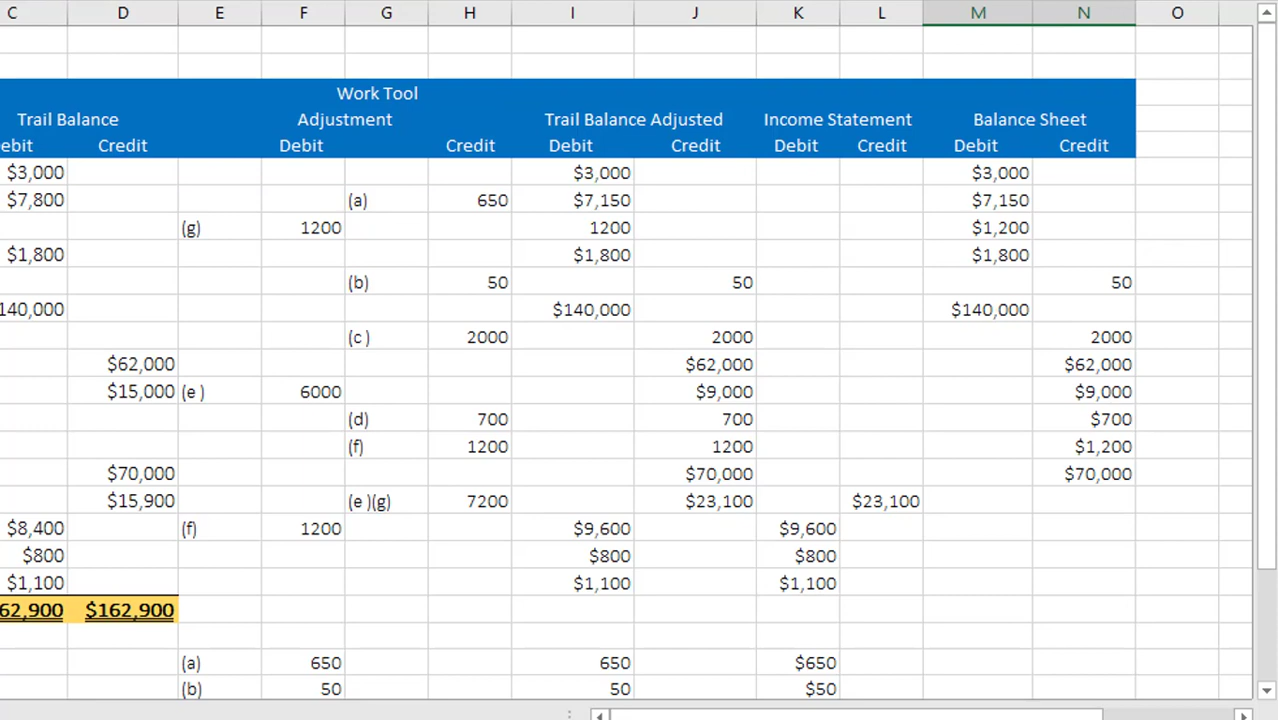 C D E F G H I J K L M N O
Work Tool
Trail Balance Adjustment Trail Balance Adjusted Income Statement Balance Sheet
ebit Credit Debit Credit Debit Credit Debit Credit Debit Credit
$3,000 $3,000 $3,000
$7,800 (a) 650 $7,150 $7,150
(g) 1200 1200 $1,200
$1,800 $1,800 $1,800
(b) 50 50 50
140,000 $140,000 $140,000
(c ) 2000 2000 2000
$62,000 $62,000 $62,000
$15,000 (e ) 6000 $9,000 $9,000
(d) 700 700 $700
(f) 1200 1200 $1,200
$70,000 $70,000 $70,000
$15,900 (e )(g) 7200 $23,100 $23,100
$8,400 (f) 1200 $9,600 $9,600
$800 $800 $800
$1,100 $1,100 $1,100
62,900 $162,900
(a) 650 650 $650
(b) 50 50 $50